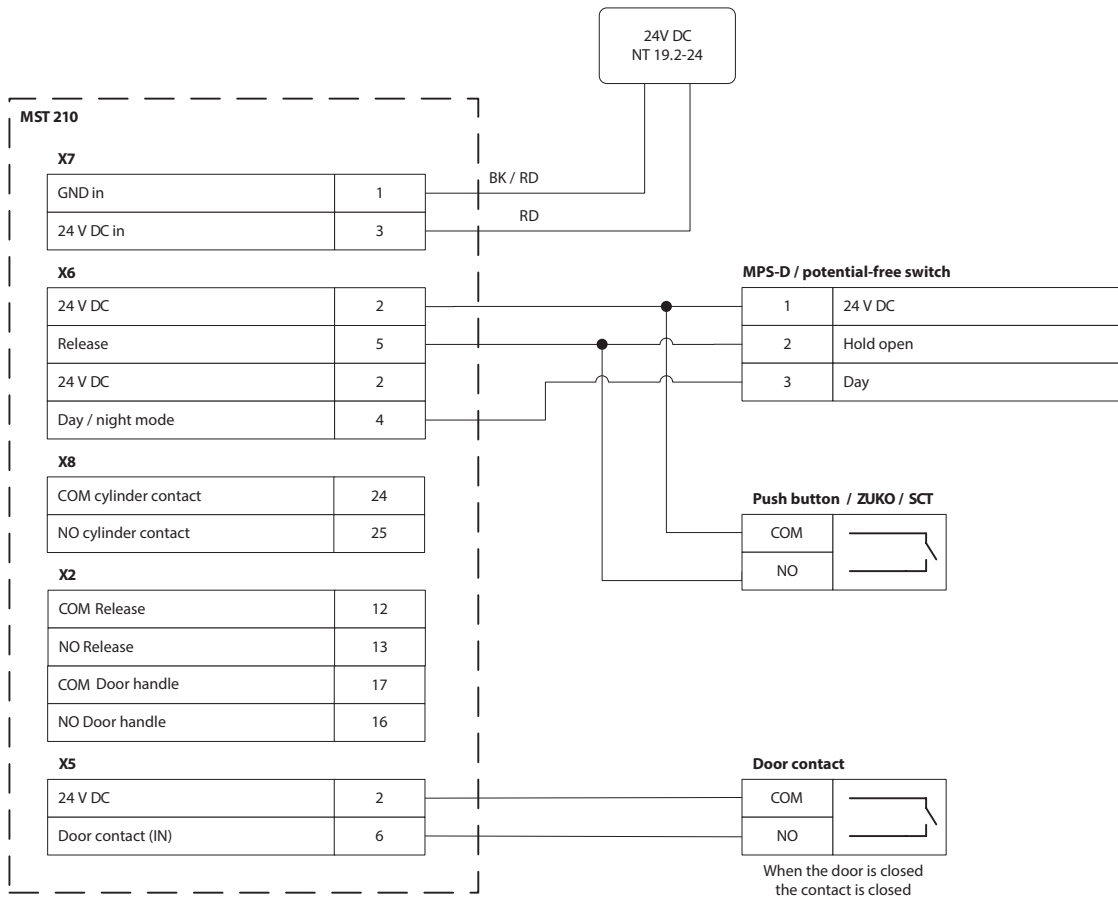 24V DC
NT 19.2-24
MST 210
X7
GND in 1
24 V DC in 3
BK / RD
RD
X6
24 V DC 2
Release 5
24 V DC 2
Day / night mode 4
MPS-D / potential-free switch
1 24 V DC
2 Hold open
3 Day
X8
COM cylinder contact 24
NO cylinder contact 25
Push button / ZUKO / SCT
COM
NO
X2
COM Release 12
NO Release 13
COM Door handle 17
NO Door handle 16
X5
24 V DC 2
Door contact (IN) 6
Door contact
COM
NO
When the door is closed
the contact is closed